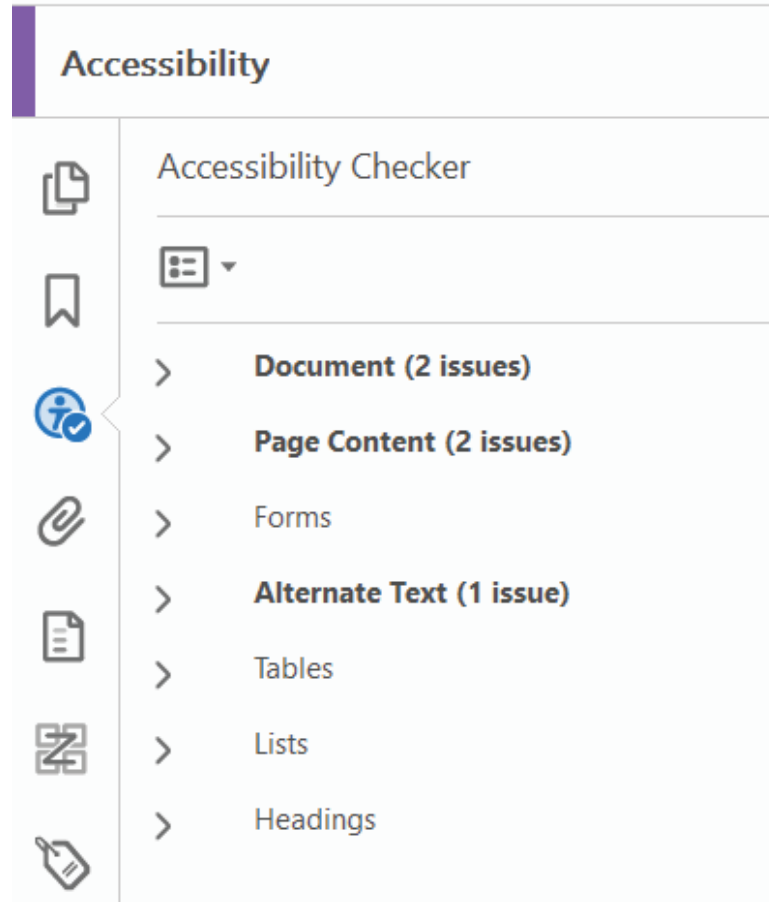 Accessibility
Accessibility Checker
Document (2 issues)
Page Content (2 issues)
Forms
Alternate Text (1 issue)
Tables
Lists
Headings